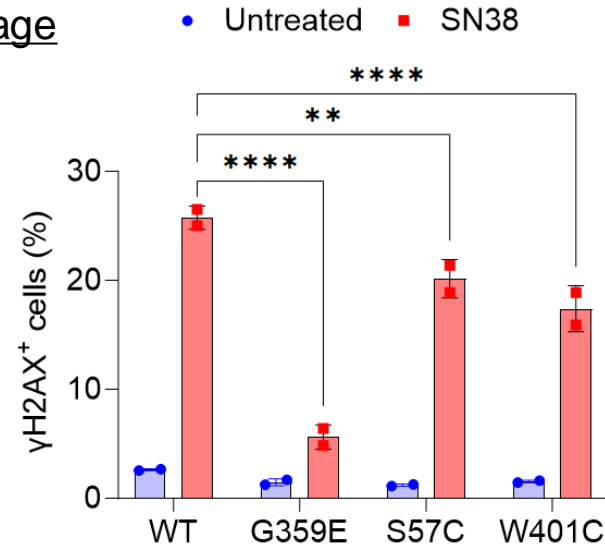 age
Untreated SN38
****
**
****
30
20
10
0
γH2AX⁺ cells (%)
WT G359E S57C W401C